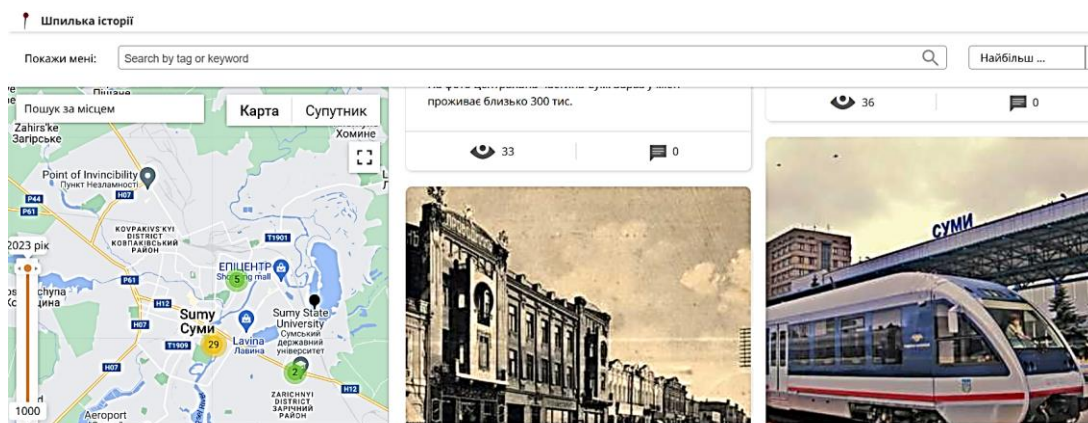 Шпилька історії
Покажи мені:
Search by tag or keyword
Найбільш ...
Пошук за місцем
Карта
Супутник
Zahirs'ke
Загірське
Хомине
Point of Invincibility
Пункт Незламності
H07
P44
P61
KOVPAKIVS'KYI
DISTRICT
КОВПАКІВСЬКИЙ
РАЙОН
T1901
2023 рік
ЕПІЦЕНТР
Shopping mall
5
P61
H12
Sumy
Суми
H07
T1909
29
Lavina
Лавина
Sumy State
University
Сумський
державний
університет
2
H07
H12
ZARICHNYI
DISTRICT
ЗАРІЧНИЙ
РАЙОН
1000
Aeroport
проживає близько 300 тис.
33
0
36
0
СУМИ